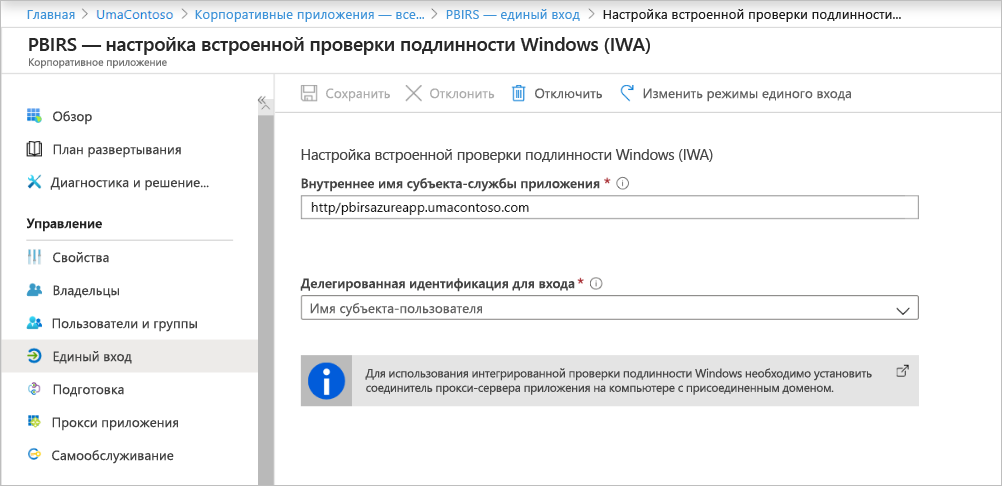 Главная > UmaContoso > Корпоративные приложения — все... > PBIRS — единый вход > Настройка встроенной проверки подлинности...
PBIRS — настройка встроенной проверки подлинности Windows (IWA)
Корпоративное приложение
Обзор
План развертывания
Диагностика и решение...
Управление
Свойства
Владельцы
Пользователи и группы
Единый вход
Подготовка
Прокси приложения
Самообслуживание
Сохранить Отклонить Отключить Изменить режимы единого входа
Настройка встроенной проверки подлинности Windows (IWA)
Внутреннее имя субъекта-службы приложения *
http/pbirsazureapp.umacontoso.com
Делегированная идентификация для входа *
Имя субъекта-пользователя
Для использования интегрированной проверки подлинности Windows необходимо установить
соединитель прокси-сервера приложения на компьютере с присоединенным доменом.